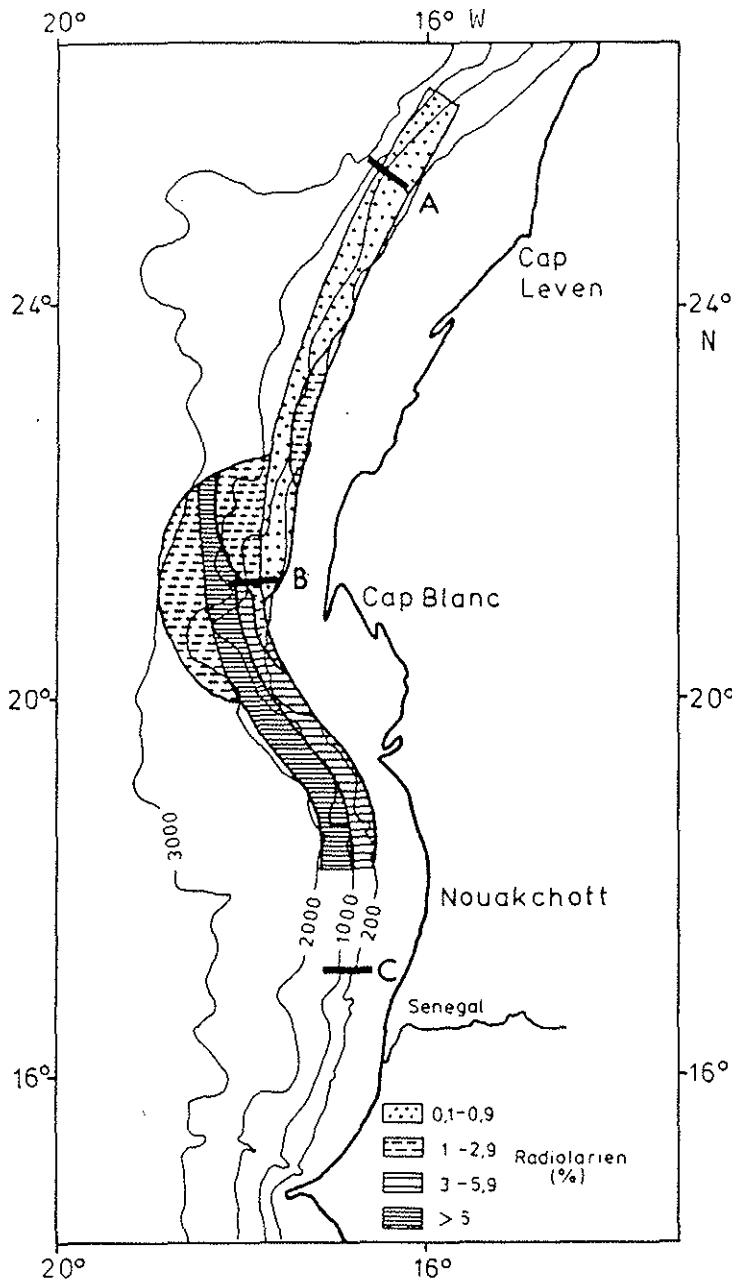 20°
16° W
A
Cap
Leven
24°
24°
N
B
Cap Blanc
20°
20°
3000
2000
1000
200
Nouakchott
C
Senegal
16°
16°
0,1-0,9
1 -2,9
3 -5,9
> 6
Radiolarien
(%)
20°
16°